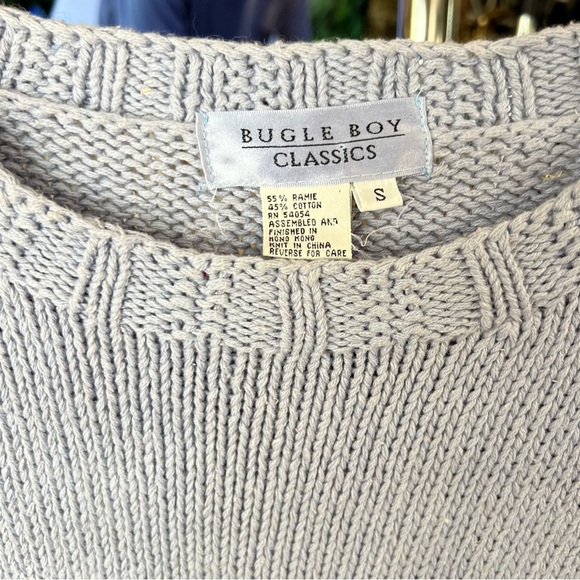 BUGLE BOY
CLASSICS
S
55% RAMIE
45% COTTON
RN 54054
ASSEMBLED AND
FINISHED IN
HONG KONG
KNIT IN CHINA
REVERSE FOR CARE